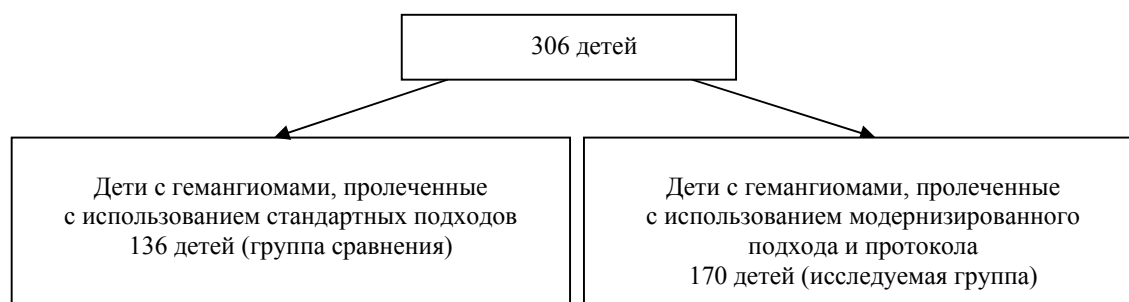 306 детей
Дети с гемангиомами, пролеченные
с использованием стандартных подходов
136 детей (группа сравнения)
Дети с гемангиомами, пролеченные
с использованием модернизированного
подхода и протокола
170 детей (исследуемая группа)